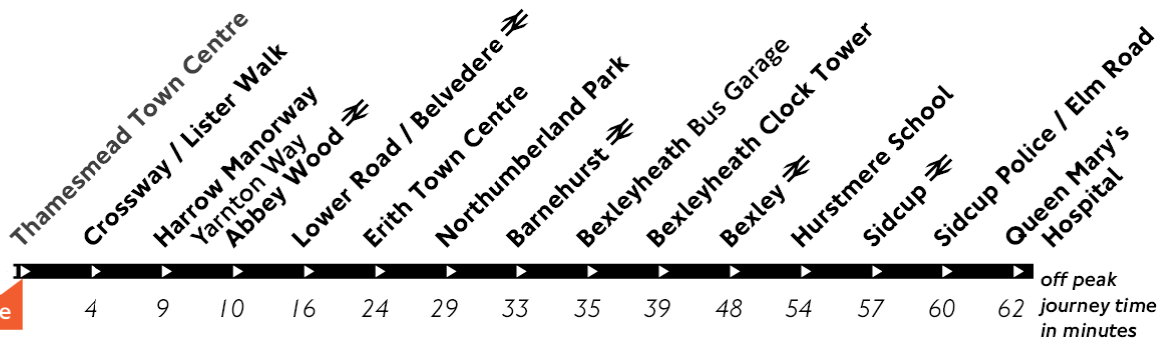 Thamesmead Town Centre
Crossway / Lister Walk
Harrow Manorway
Yarnton Way
Abbey Wood
Lower Road / Belvedere
Erith Town Centre
Northumberland Park
Barnehurst
Bexleyheath Bus Garage
Bexleyheath Clock Tower
Bexley
Hurstmere School
Sidcup
Sidcup Police / Elm Road
Queen Mary's
Hospital
e
4 9 10 16 24 29 33 35 39 48 54 57 60 62
off peak
journey time
in minutes